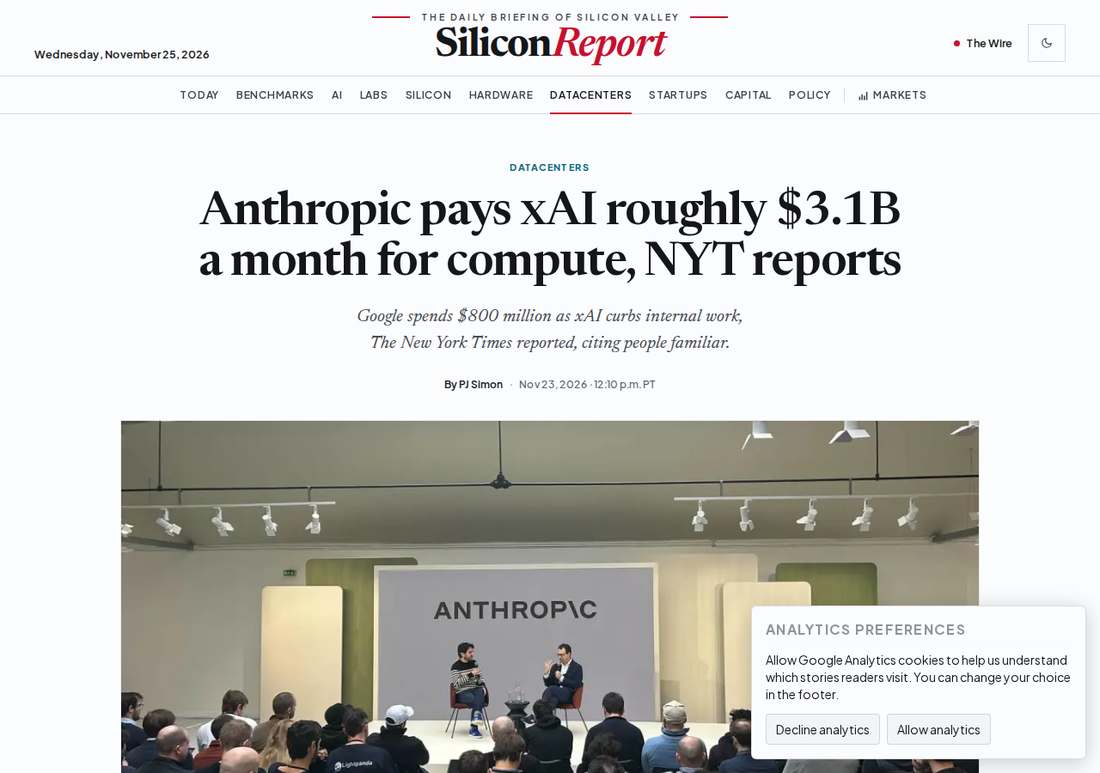 THE DAILY BRIEFING OF SILICON VALLEY
SiliconReport
Wednesday, November 25, 2026
The Wire
TODAY BENCHMARKS AI LABS SILICON HARDWARE DATACENTERS STARTUPS CAPITAL POLICY MARKETS
DATACENTERS
Anthropic pays xAI roughly $3.1B
a month for compute, NYT reports
Google spends $800 million as xAI curbs internal work,
The New York Times reported, citing people familiar.
By PJ Simon · Nov 23, 2026 · 12:10 p.m. PT
ANTHROP\C
Lightpanda
ANALYTICS PREFERENCES
Allow Google Analytics cookies to help us understand
which stories readers visit. You can change your choice
in the footer.
Decline analytics Allow analytics